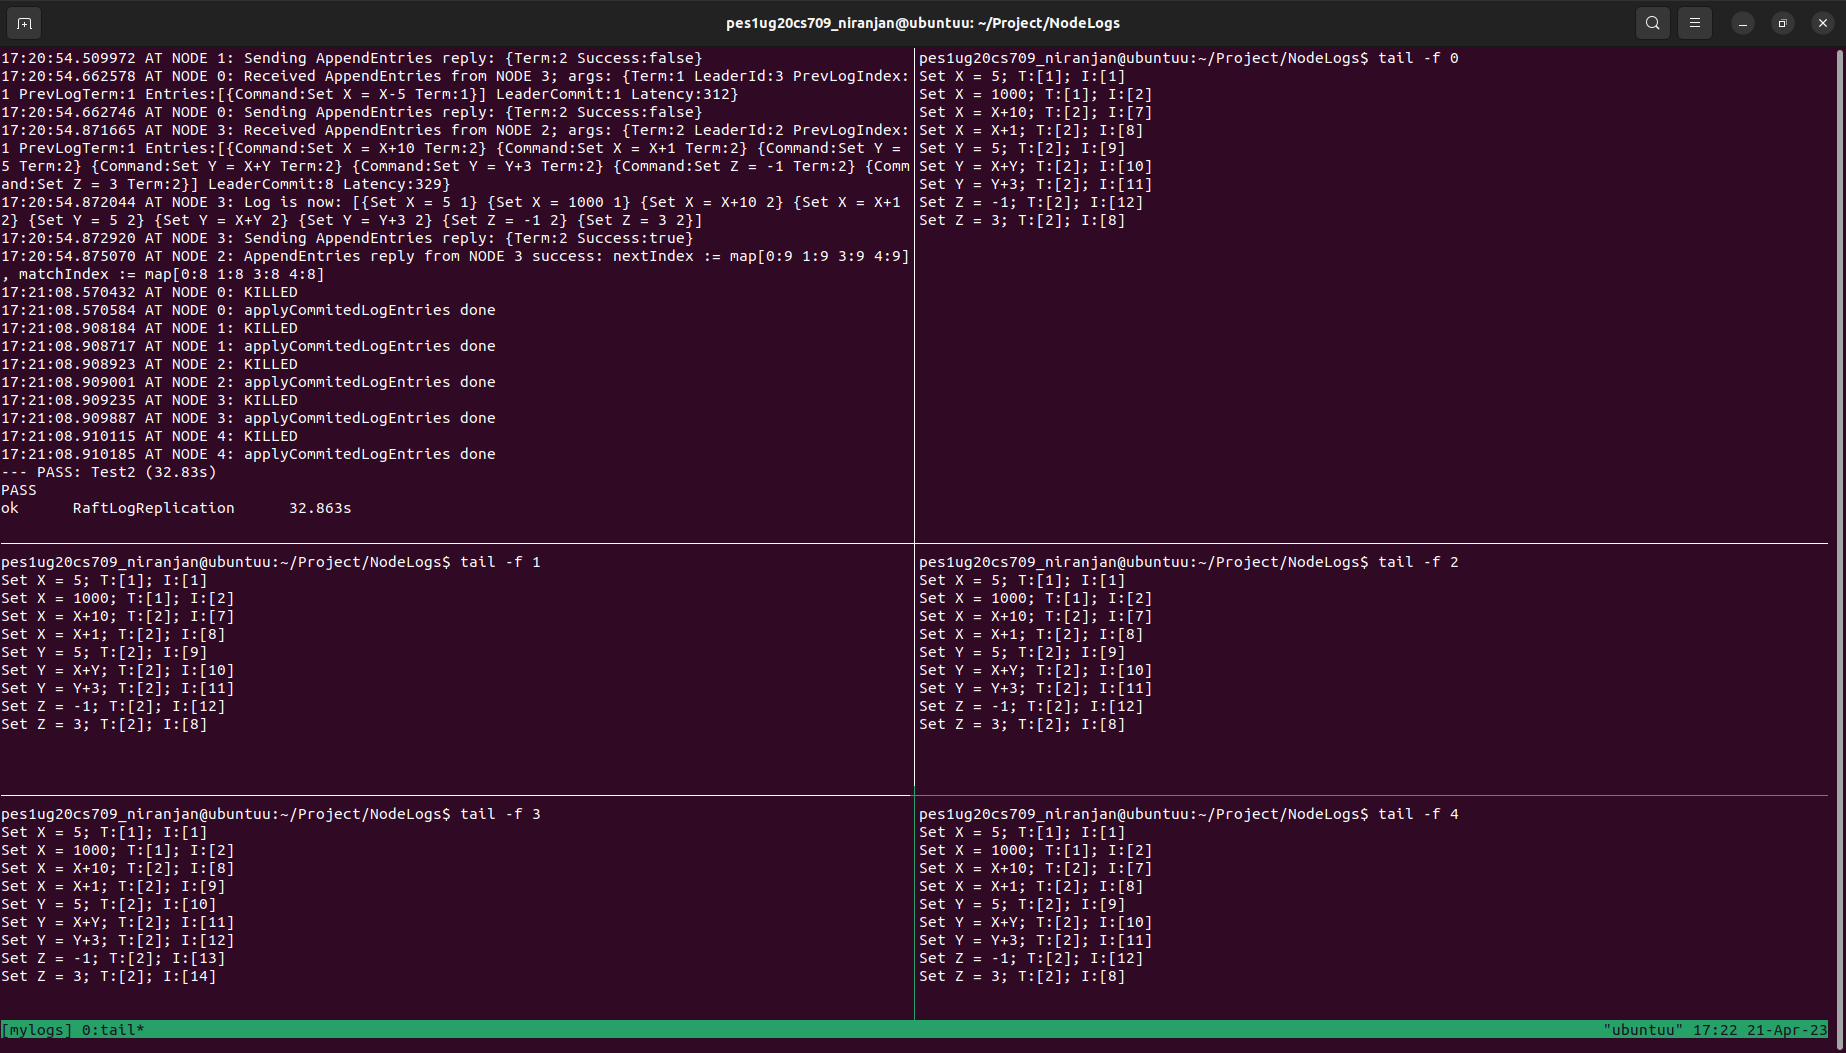 pes1ug20cs709_niranjan@ubuntuu: ~/Project/NodeLogs
17:20:54.509972 AT NODE 1: Sending AppendEntries reply: {Term:2 Success:false}
17:20:54.662578 AT NODE 0: Received AppendEntries from NODE 3; args: {Term:1 LeaderId:3 PrevLogIndex:
1 PrevLogTerm:1 Entries:[{Command:Set X = X-5 Term:1}] LeaderCommit:1 Latency:312}
17:20:54.662746 AT NODE 0: Sending AppendEntries reply: {Term:2 Success:false}
17:20:54.871665 AT NODE 3: Received AppendEntries from NODE 2; args: {Term:2 LeaderId:2 PrevLogIndex:
1 PrevLogTerm:1 Entries:[{Command:Set X = X+10 Term:2} {Command:Set X = X+1 Term:2} {Command:Set Y =
5 Term:2} {Command:Set Y = X+Y Term:2} {Command:Set Y = Y+3 Term:2} {Command:Set Z = -1 Term:2} {Comm
and:Set Z = 3 Term:2}] LeaderCommit:8 Latency:329}
17:20:54.872044 AT NODE 3: Log is now: [{Set X = 5 1} {Set X = 1000 1} {Set X = X+10 2} {Set X = X+1
2} {Set Y = 5 2} {Set Y = X+Y 2} {Set Y = Y+3 2} {Set Z = -1 2} {Set Z = 3 2}]
17:20:54.872920 AT NODE 3: Sending AppendEntries reply: {Term:2 Success:true}
17:20:54.875070 AT NODE 2: AppendEntries reply from NODE 3 success: nextIndex := map[0:9 1:9 3:9 4:9]
, matchIndex := map[0:8 1:8 3:8 4:8]
17:21:08.570432 AT NODE 0: KILLED
17:21:08.570584 AT NODE 0: applyCommitedLogEntries done
17:21:08.908184 AT NODE 1: KILLED
17:21:08.908717 AT NODE 1: applyCommitedLogEntries done
17:21:08.908923 AT NODE 2: KILLED
17:21:08.909001 AT NODE 2: applyCommitedLogEntries done
17:21:08.909235 AT NODE 3: KILLED
17:21:08.909887 AT NODE 3: applyCommitedLogEntries done
17:21:08.910115 AT NODE 4: KILLED
17:21:08.910185 AT NODE 4: applyCommitedLogEntries done
--- PASS: Test2 (32.83s)
PASS
ok      RaftLogReplication      32.863s
pes1ug20cs709_niranjan@ubuntuu:~/Project/NodeLogs$ tail -f 0
Set X = 5; T:[1]; I:[1]
Set X = 1000; T:[1]; I:[2]
Set X = X+10; T:[2]; I:[7]
Set X = X+1; T:[2]; I:[8]
Set Y = 5; T:[2]; I:[9]
Set Y = X+Y; T:[2]; I:[10]
Set Y = Y+3; T:[2]; I:[11]
Set Z = -1; T:[2]; I:[12]
Set Z = 3; T:[2]; I:[8]
pes1ug20cs709_niranjan@ubuntuu:~/Project/NodeLogs$ tail -f 1
Set X = 5; T:[1]; I:[1]
Set X = 1000; T:[1]; I:[2]
Set X = X+10; T:[2]; I:[7]
Set X = X+1; T:[2]; I:[8]
Set Y = 5; T:[2]; I:[9]
Set Y = X+Y; T:[2]; I:[10]
Set Y = Y+3; T:[2]; I:[11]
Set Z = -1; T:[2]; I:[12]
Set Z = 3; T:[2]; I:[8]
pes1ug20cs709_niranjan@ubuntuu:~/Project/NodeLogs$ tail -f 2
Set X = 5; T:[1]; I:[1]
Set X = 1000; T:[1]; I:[2]
Set X = X+10; T:[2]; I:[7]
Set X = X+1; T:[2]; I:[8]
Set Y = 5; T:[2]; I:[9]
Set Y = X+Y; T:[2]; I:[10]
Set Y = Y+3; T:[2]; I:[11]
Set Z = -1; T:[2]; I:[12]
Set Z = 3; T:[2]; I:[8]
pes1ug20cs709_niranjan@ubuntuu:~/Project/NodeLogs$ tail -f 3
Set X = 5; T:[1]; I:[1]
Set X = 1000; T:[1]; I:[2]
Set X = X+10; T:[2]; I:[8]
Set X = X+1; T:[2]; I:[9]
Set Y = 5; T:[2]; I:[10]
Set Y = X+Y; T:[2]; I:[11]
Set Y = Y+3; T:[2]; I:[12]
Set Z = -1; T:[2]; I:[13]
Set Z = 3; T:[2]; I:[14]
pes1ug20cs709_niranjan@ubuntuu:~/Project/NodeLogs$ tail -f 4
Set X = 5; T:[1]; I:[1]
Set X = 1000; T:[1]; I:[2]
Set X = X+10; T:[2]; I:[7]
Set X = X+1; T:[2]; I:[8]
Set Y = 5; T:[2]; I:[9]
Set Y = X+Y; T:[2]; I:[10]
Set Y = Y+3; T:[2]; I:[11]
Set Z = -1; T:[2]; I:[12]
Set Z = 3; T:[2]; I:[8]
[mylogs] 0:tail* "ubuntuu" 17:22 21-Apr-23